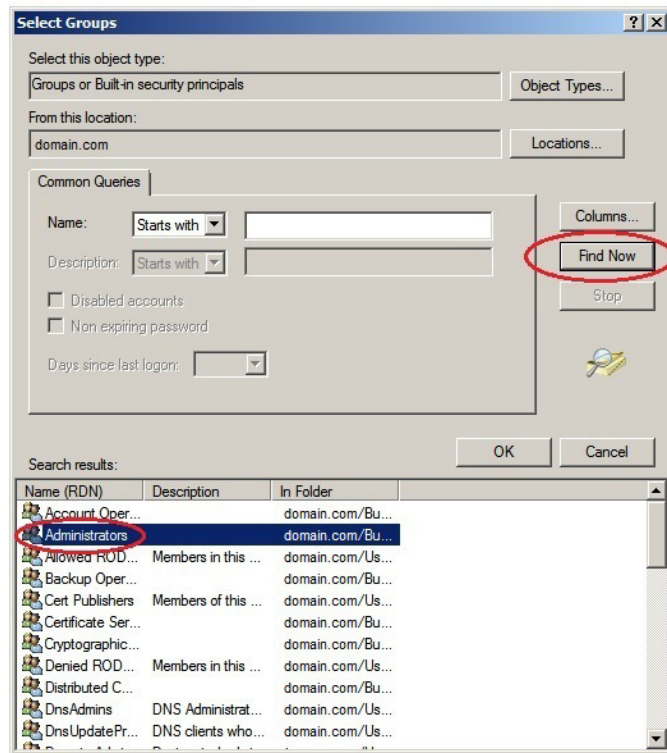 Select Groups
Select this object type:
Groups or Built-in security principals
Object Types...
From this location:
domain.com
Locations...
Common Queries
Name: Starts with
Columns...
Description: Starts with
Find Now
Disabled accounts
Stop
Non expiring password
Days since last logon:
OK Cancel
Search results:
Name (RDN) Description In Folder
Account Oper... domain.com/Bu...
Administrators domain.com/Bu...
Allowed ROD... Members in this ... domain.com/Us...
Backup Oper... domain.com/Bu...
Cert Publishers Members of this ... domain.com/Us...
Certificate Ser... domain.com/Bu...
Cryptographic... domain.com/Bu...
Denied ROD... Members in this ... domain.com/Us...
Distributed C... domain.com/Bu...
DnsAdmins DNS Administrat... domain.com/Us...
DnsUpdatePr... DNS clients who... domain.com/Us...